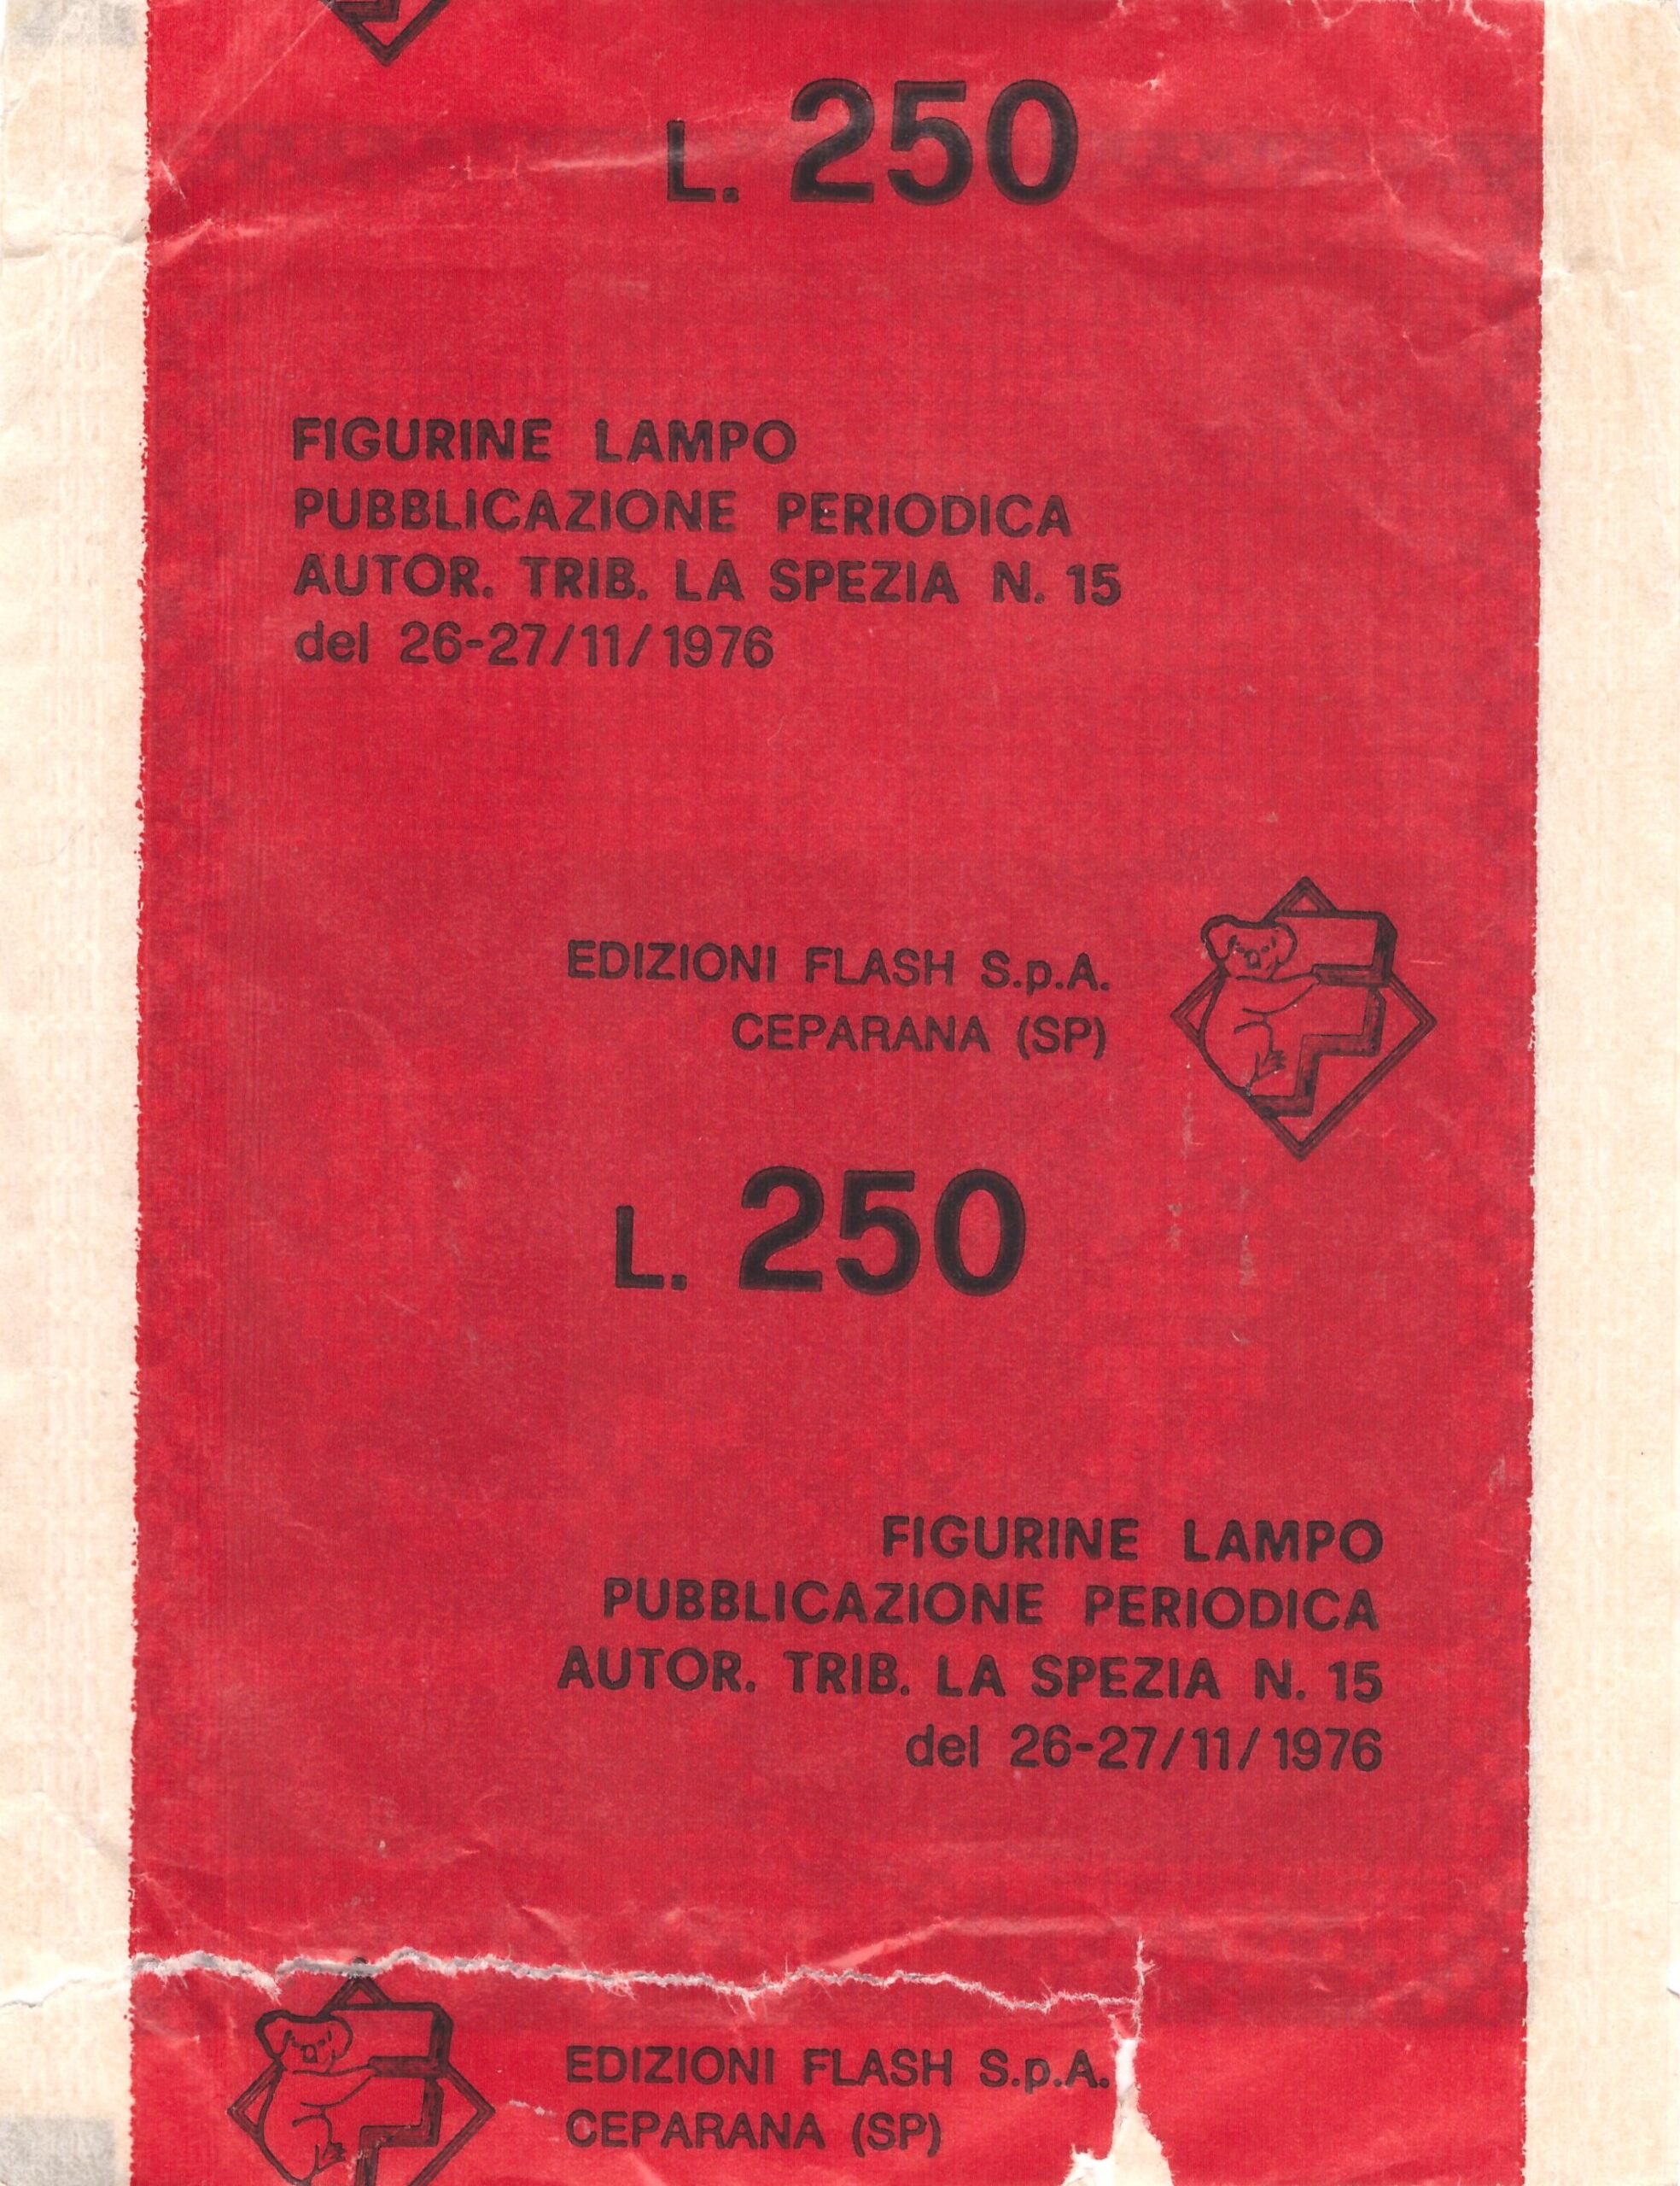 L. 250
FIGURINE LAMPO
PUBBLICAZIONE PERIODICA
AUTOR. TRIB. LA SPEZIA N. 15
del 26-27/11/1976
EDIZIONI FLASH S.p.A.
CEPARANA (SP)
L. 250
FIGURINE LAMPO
PUBBLICAZIONE PERIODICA
AUTOR. TRIB. LA SPEZIA N. 15
del 26-27/11/1976
EDIZIONI FLASH S.p.A.
CEPARANA (SP)